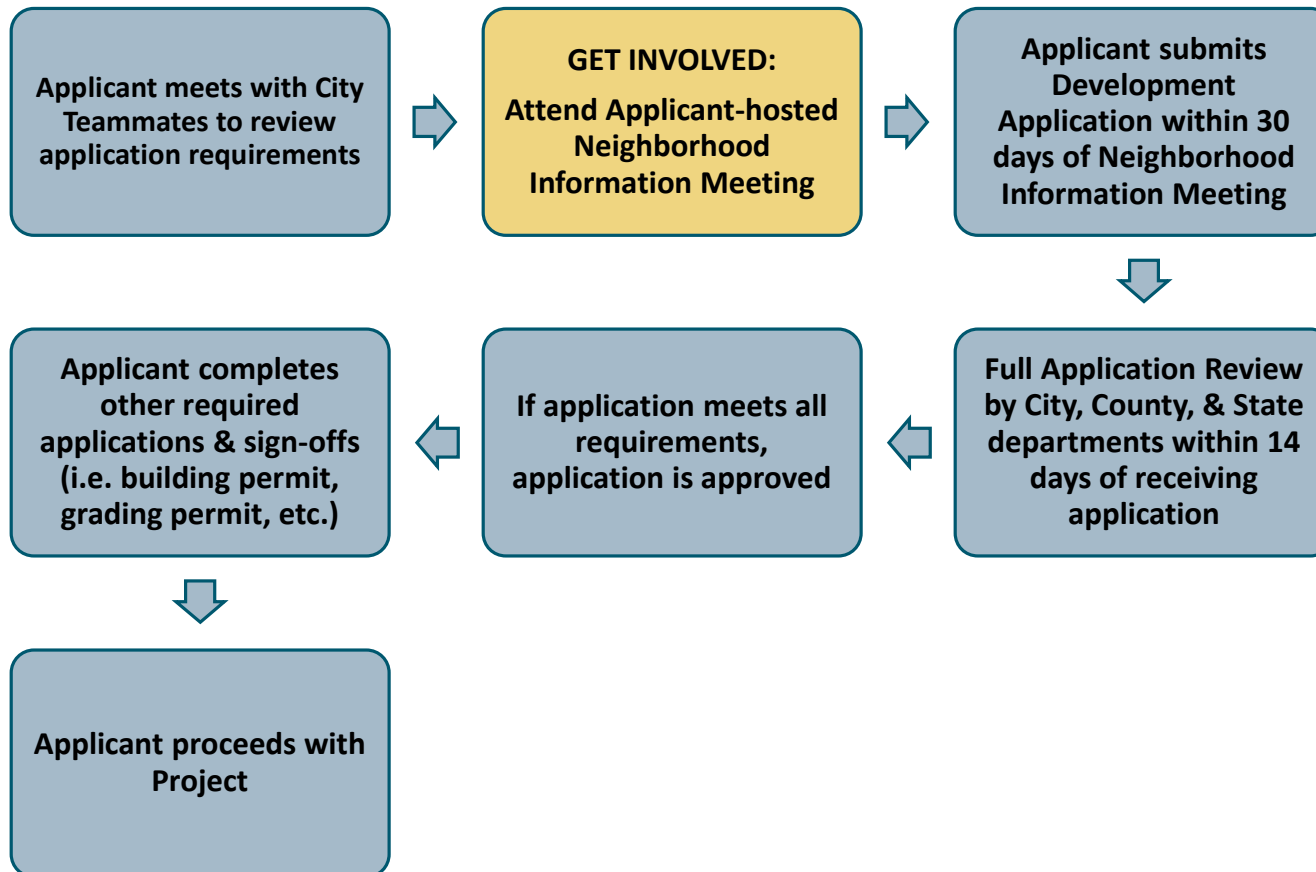 Applicant meets with City
Teammates to review
application requirements
GET INVOLVED:
Attend Applicant-hosted
Neighborhood
Information Meeting
Applicant submits
Development
Application within 30
days of Neighborhood
Information Meeting
Full Application Review
by City, County, & State
departments within 14
days of receiving
application
If application meets all
requirements,
application is approved
Applicant completes
other required
applications & sign-offs
(i.e. building permit,
grading permit, etc.)
Applicant proceeds with
Project